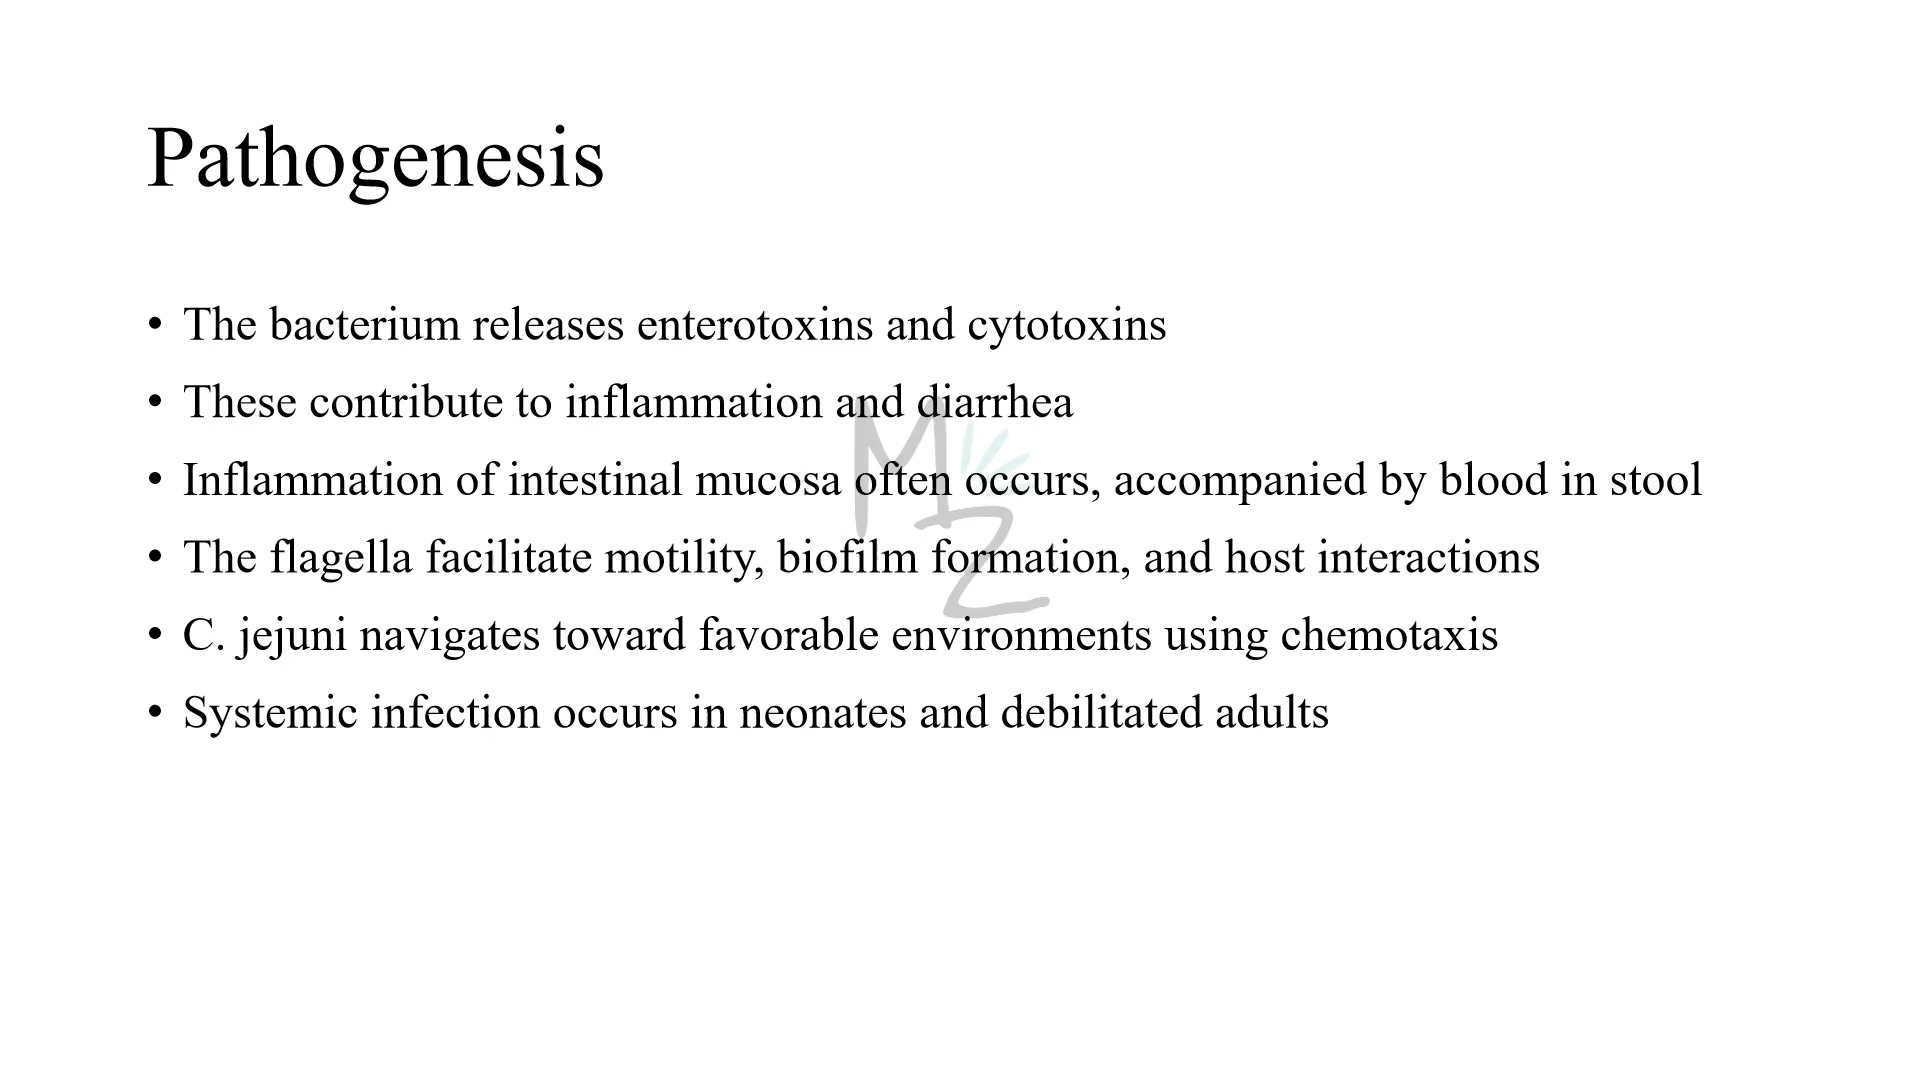 Pathogenesis
• The bacterium releases enterotoxins and cytotoxins
• These contribute to inflammation and diarrhea
• Inflammation of intestinal mucosa often occurs, accompanied by blood in stool
• The flagella facilitate motility, biofilm formation, and host interactions
• C. jejuni navigates toward favorable environments using chemotaxis
• Systemic infection occurs in neonates and debilitated adults
MZ